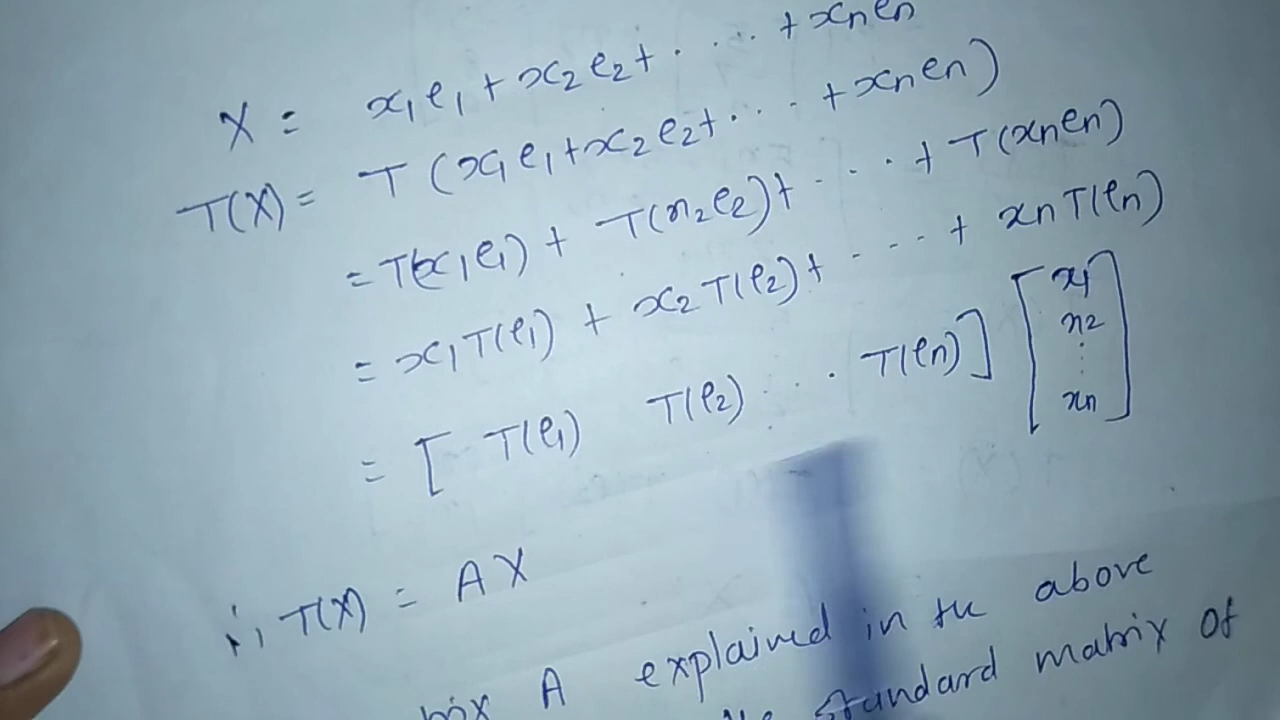 X = x₁e₁ + x₂e₂ + . ... + xₙeₙ
T(X) = T(x₁e₁+x₂e₂+... +xₙeₙ)
= T(x₁e₁) + T(x₂e₂)+ ... + T(xₙeₙ)
= x₁T(e₁) + x₂T(e₂)+ ... + xₙT(eₙ)
= [ T(e₁) T(e₂) ... T(eₙ) ] [ x₁ x₂ ⋮ xₙ ]
∴ T(X) = AX
A explained in the above
standard matrix of